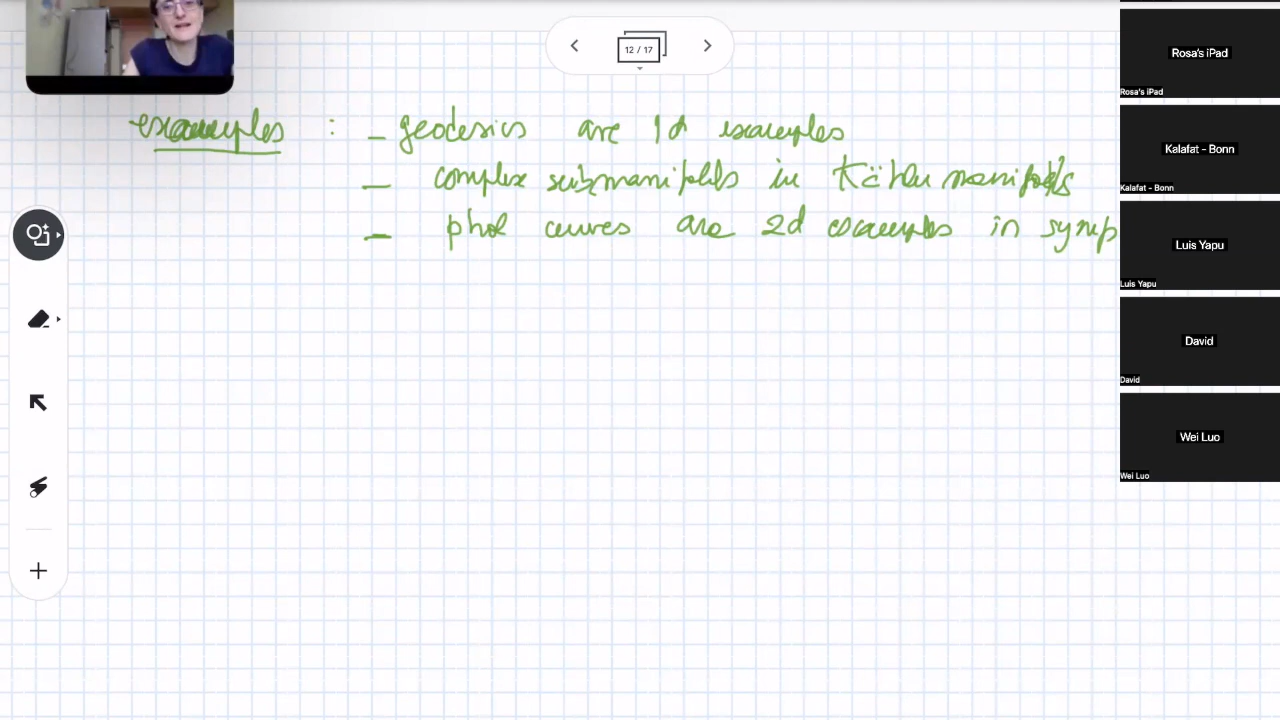 12 / 17
examples : – geodesics are 1d examples
– complex submanifolds in Kähler manifolds
– phol curves are 2d examples in symp
Rosa's iPad
Rosa's iPad
Kalafat - Bonn
Kalafat - Bonn
Luis Yapu
Luis Yapu
David
David
Wei Luo
Wei Luo